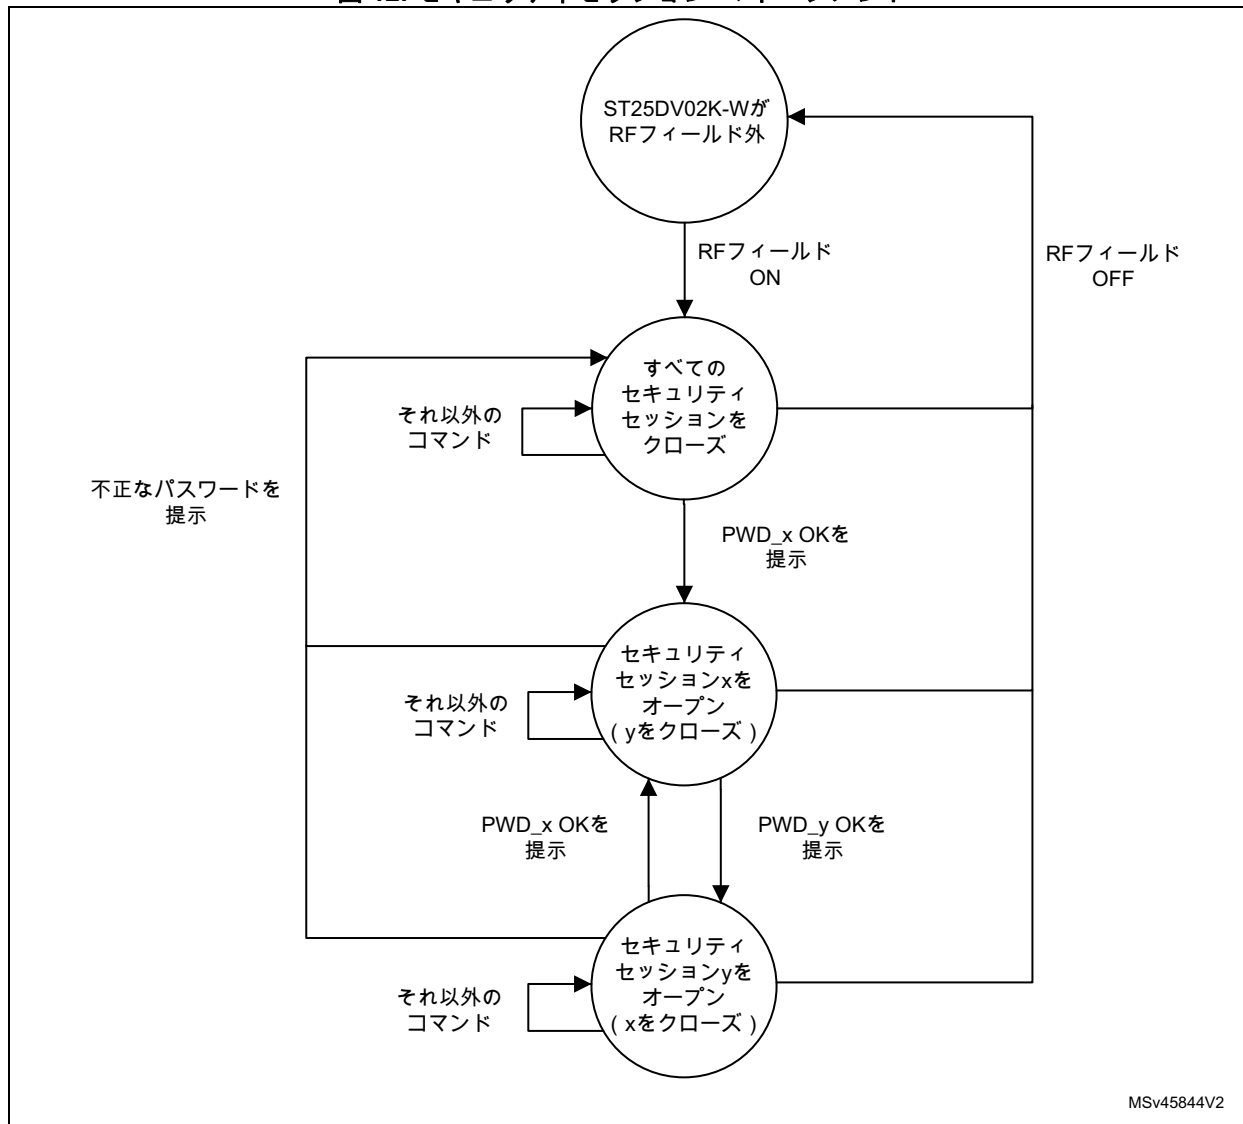 ST25DV02K-Wが
RFフィールド外
RFフィールド
ON
RFフィールド
OFF
すべての
セキュリティ
セッションを
クローズ
それ以外の
コマンド
不正なパスワードを
提示
PWD_x OKを
提示
セキュリティ
セッションxを
オープン
( yをクローズ )
それ以外の
コマンド
PWD_x OKを
提示
PWD_y OKを
提示
セキュリティ
セッションyを
オープン
( xをクローズ )
それ以外の
コマンド
MSv45844V2